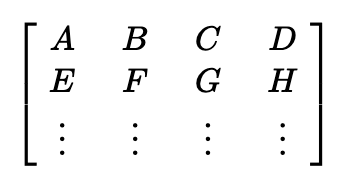 A B C D
E F G H
⋮ ⋮ ⋮ ⋮